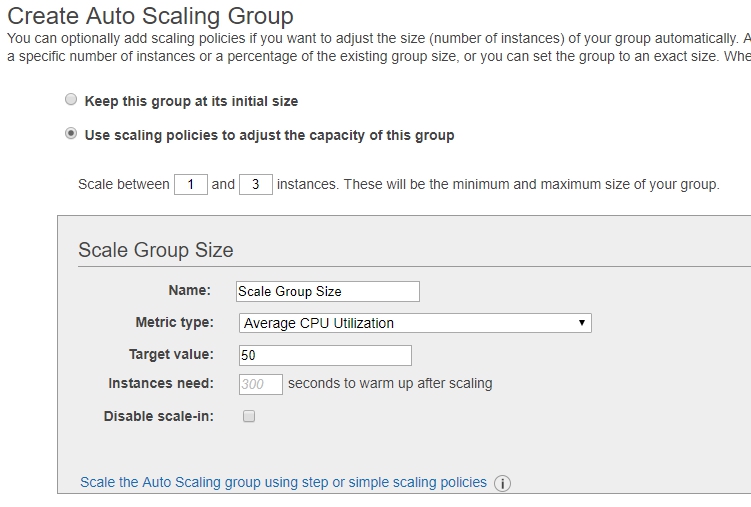 Create Auto Scaling Group
You can optionally add scaling policies if you want to adjust the size (number of instances) of your group automatically. A
a specific number of instances or a percentage of the existing group size, or you can set the group to an exact size. Whe
Keep this group at its initial size
Use scaling policies to adjust the capacity of this group
Scale between 1 and 3 instances. These will be the minimum and maximum size of your group.
Scale Group Size
Name: Scale Group Size
Metric type: Average CPU Utilization
Target value: 50
Instances need: 300 seconds to warm up after scaling
Disable scale-in:
Scale the Auto Scaling group using step or simple scaling policies i